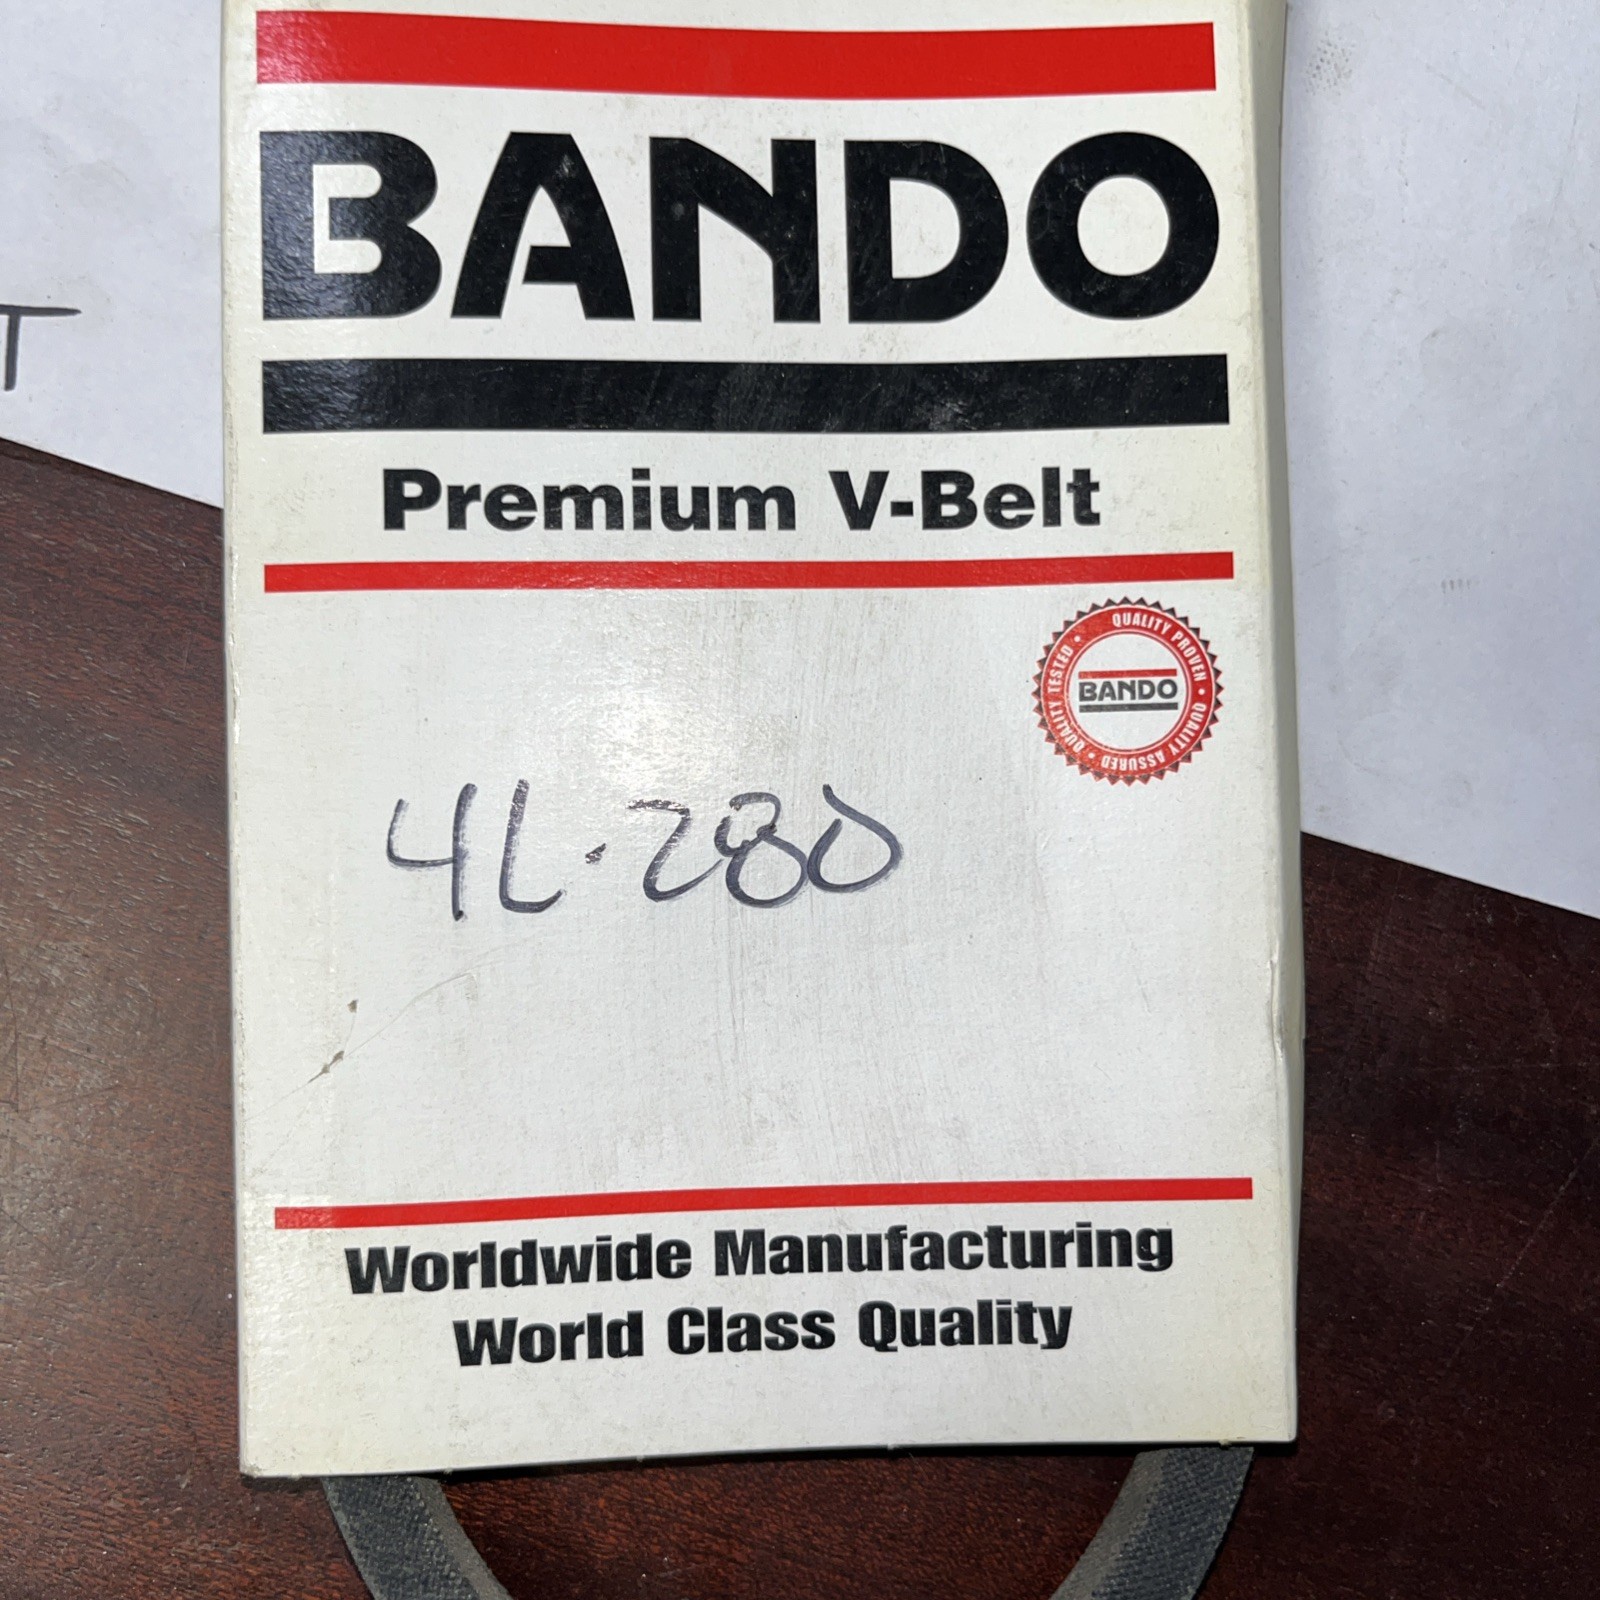 BANDO
T
Premium V-Belt
QUALITY PROVEN • QUALITY ASSURED • QUALITY TESTED •
BANDO
4L·280
Worldwide Manufacturing
World Class Quality